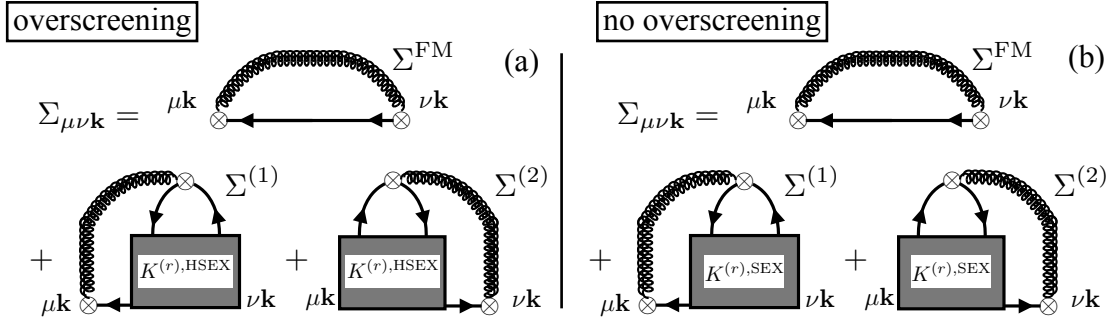 overscreening
(a)
Σ^FM
μk
νk
Σ_μνk =
Σ^(1)
Σ^(2)
+
K^(r),HSEX
+
K^(r),HSEX
μk
νk
μk
νk
no overscreening
(b)
Σ^FM
μk
νk
Σ_μνk =
Σ^(1)
Σ^(2)
+
K^(r),SEX
+
K^(r),SEX
μk
νk
μk
νk